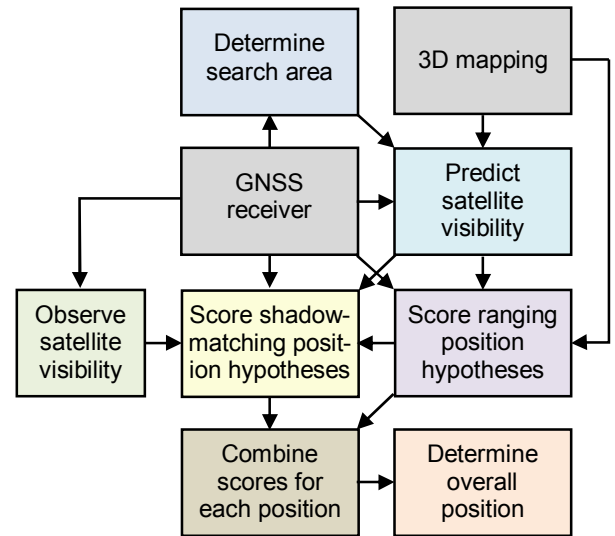 Determine
search area
3D mapping
GNSS
receiver
Predict
satellite
visibility
Observe
satellite
visibility
Score shadow-
matching posit-
ion hypotheses
Score ranging
position
hypotheses
Combine
scores for
each position
Determine
overall
position